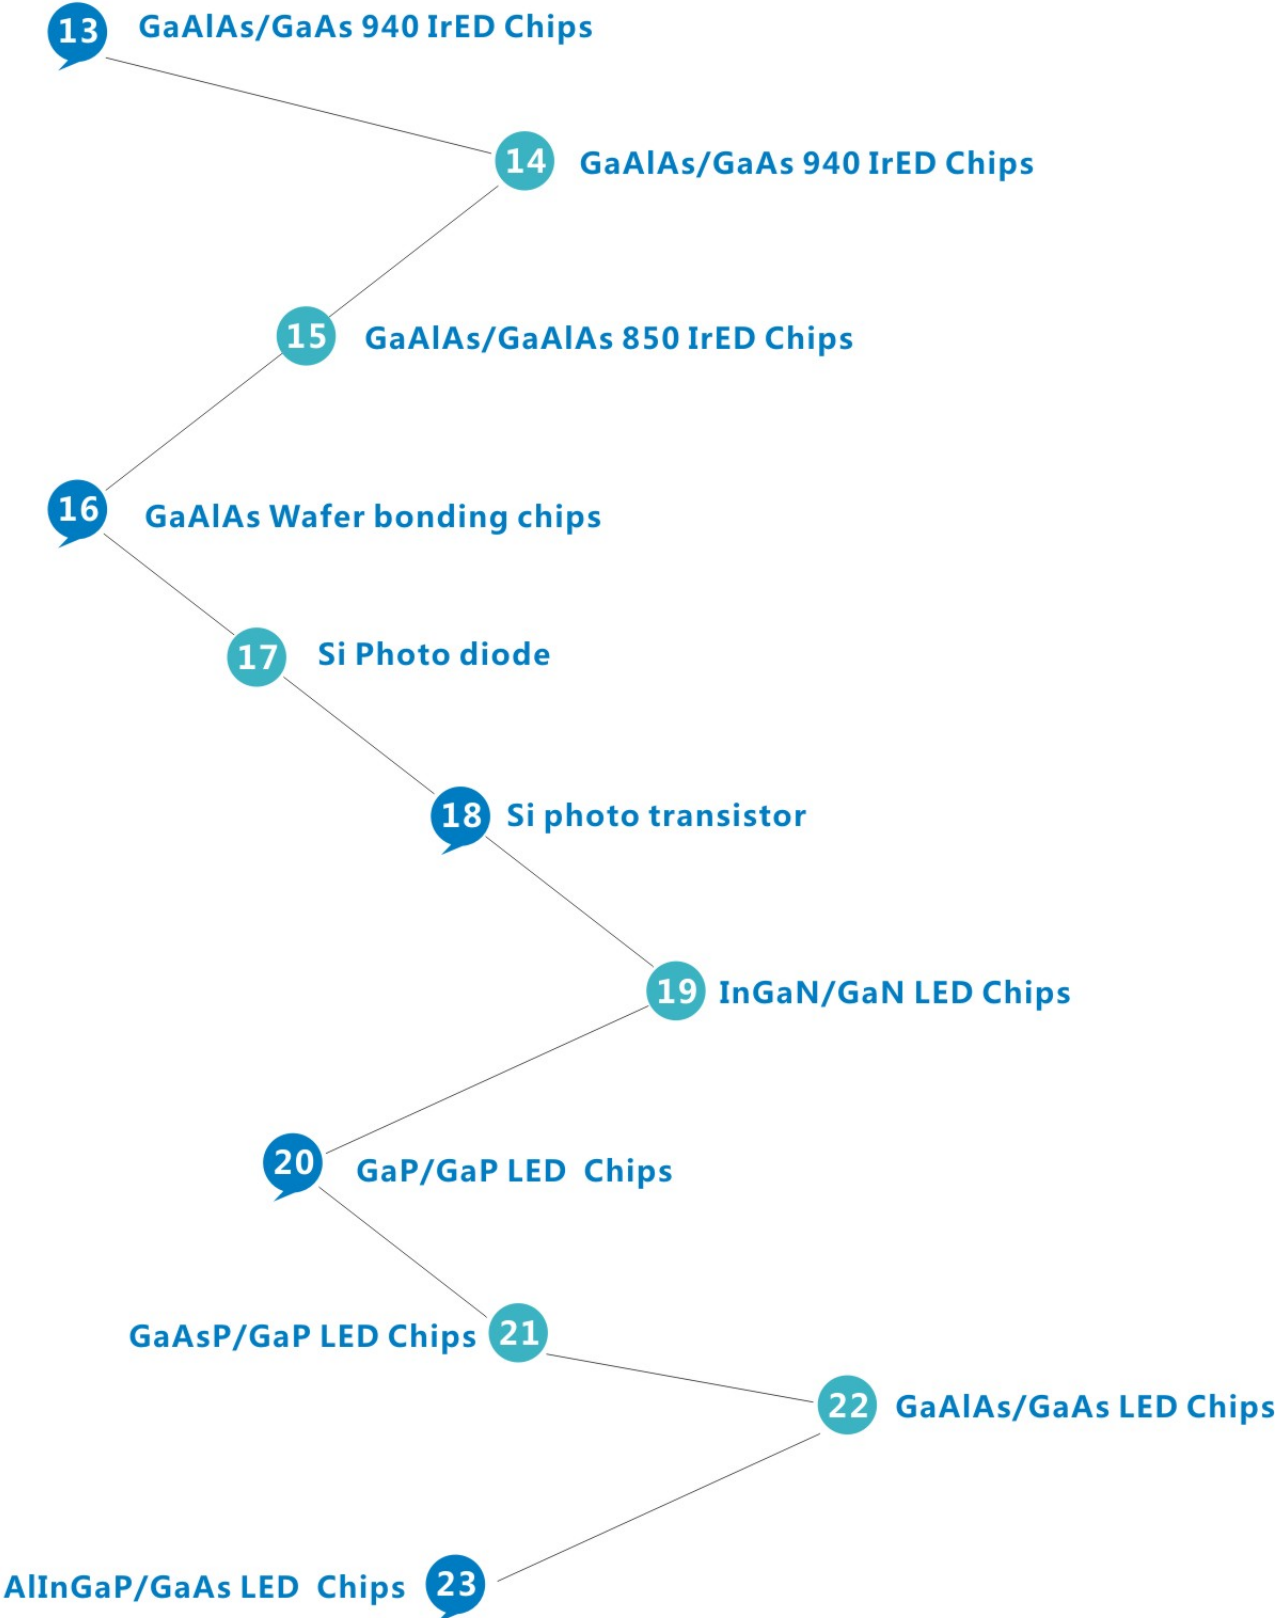 13 GaAlAs/GaAs 940 IrED Chips
14 GaAlAs/GaAs 940 IrED Chips
15 GaAlAs/GaAlAs 850 IrED Chips
16 GaAlAs Wafer bonding chips
17 Si Photo diode
18 Si photo transistor
19 InGaN/GaN LED Chips
20 GaP/GaP LED Chips
GaAsP/GaP LED Chips 21
22 GaAlAs/GaAs LED Chips
AlInGaP/GaAs LED Chips 23